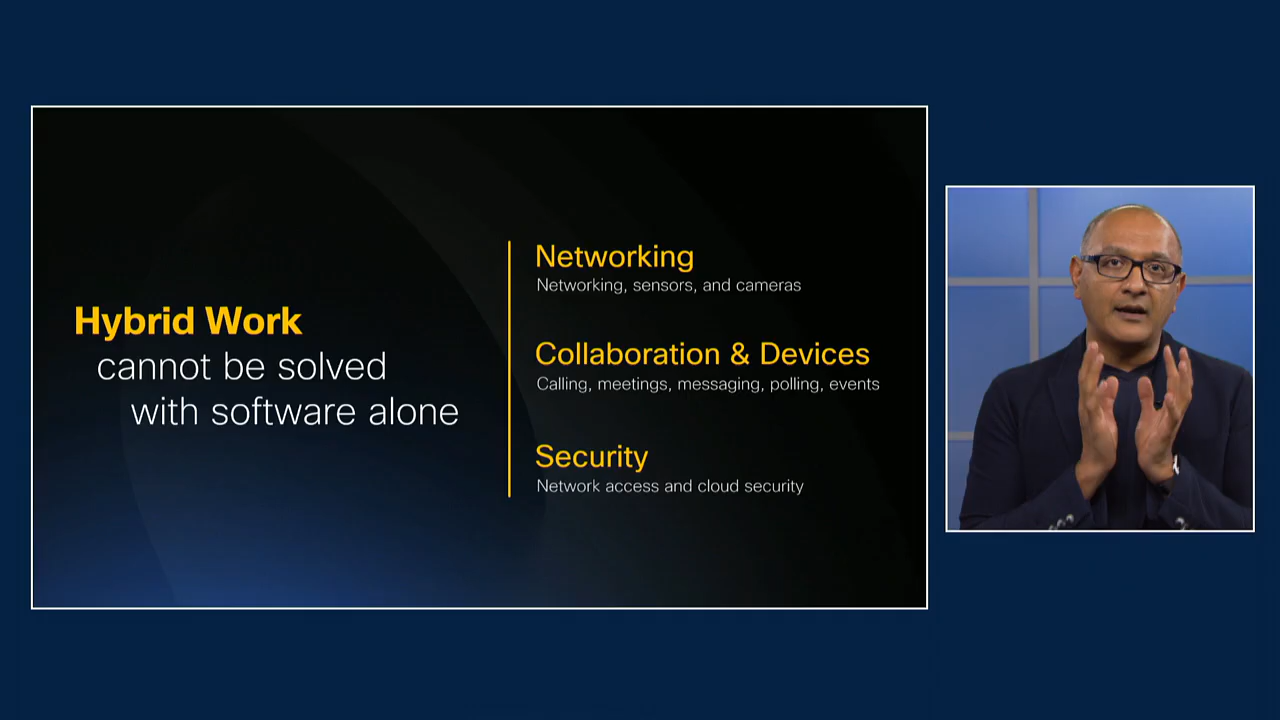 Hybrid Work
cannot be solved
with software alone
Networking
Networking, sensors, and cameras
Collaboration & Devices
Calling, meetings, messaging, polling, events
Security
Network access and cloud security